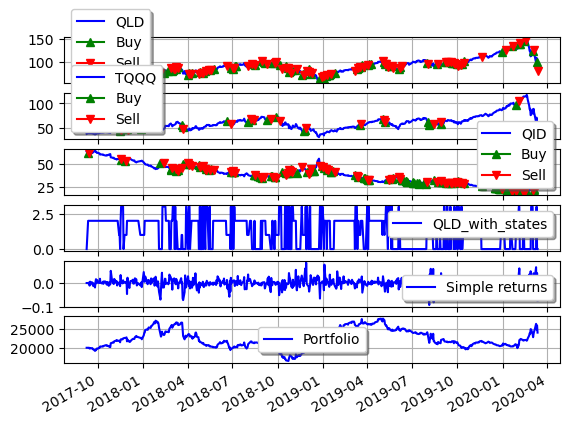 QLD
Buy
Sell
150
100
TQQQ
Buy
Sell
100
50
QID
Buy
Sell
50
25
QLD_with_states
2.5
0.0
Simple returns
0.0
−0.1
Portfolio
25000
20000
2017-10 2018-01 2018-04 2018-07 2018-10 2019-01 2019-04 2019-07 2019-10 2020-01 2020-04